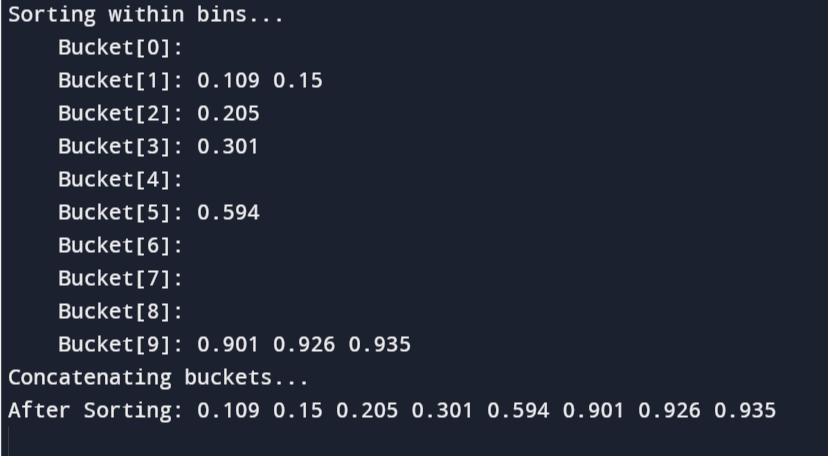 Sorting within bins...
    Bucket[0]:
    Bucket[1]: 0.109 0.15
    Bucket[2]: 0.205
    Bucket[3]: 0.301
    Bucket[4]:
    Bucket[5]: 0.594
    Bucket[6]:
    Bucket[7]:
    Bucket[8]:
    Bucket[9]: 0.901 0.926 0.935
Concatenating buckets...
After Sorting: 0.109 0.15 0.205 0.301 0.594 0.901 0.926 0.935